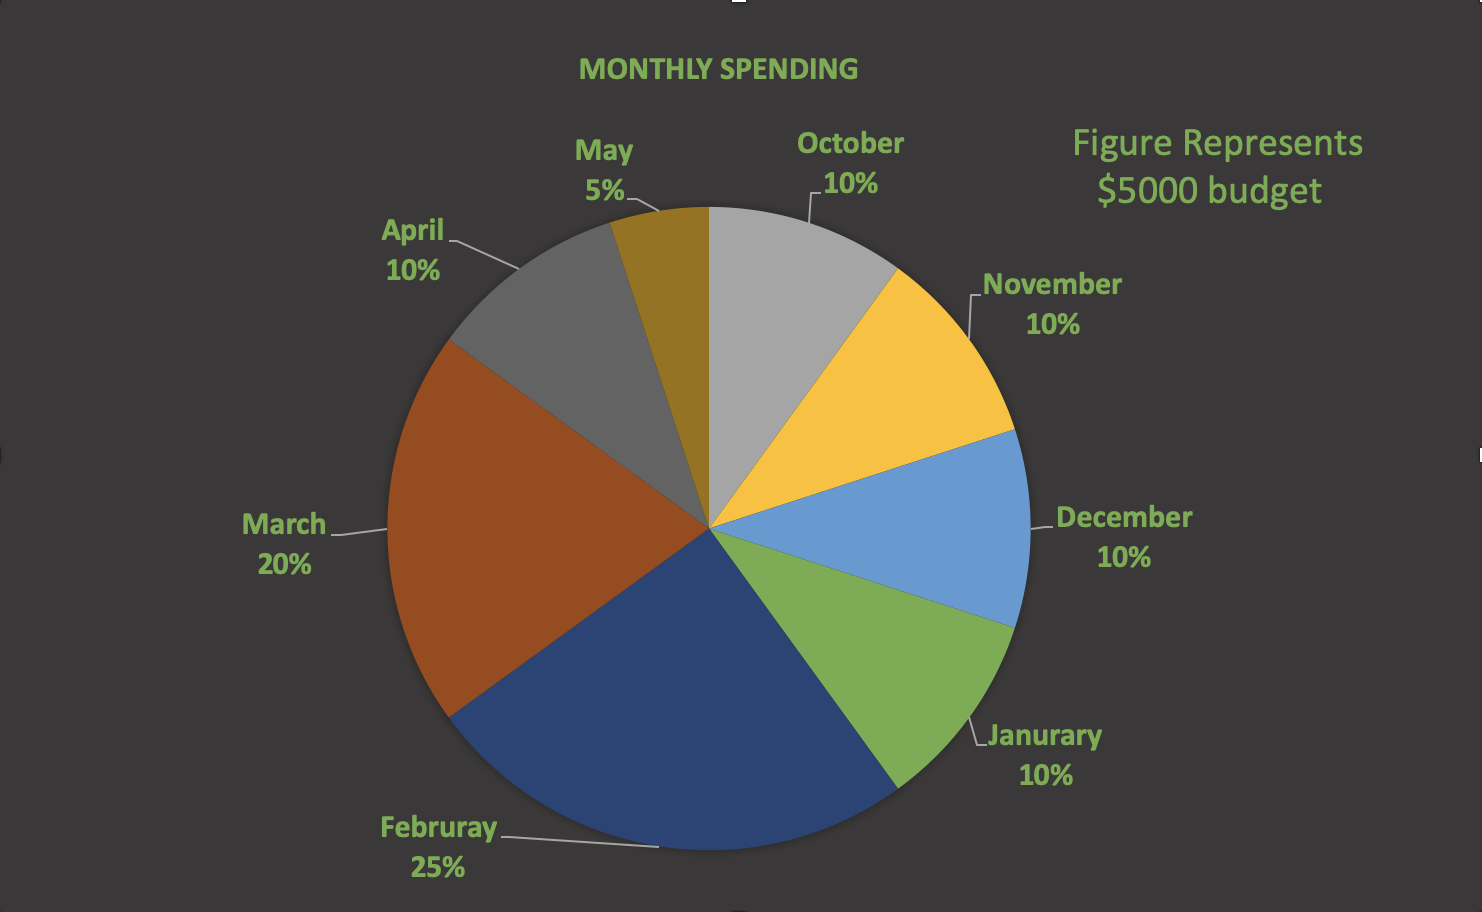 MONTHLY SPENDING
Figure Represents
$5000 budget
October
10%
November
10%
December
10%
Janurary
10%
Februray
25%
March
20%
April
10%
May
5%